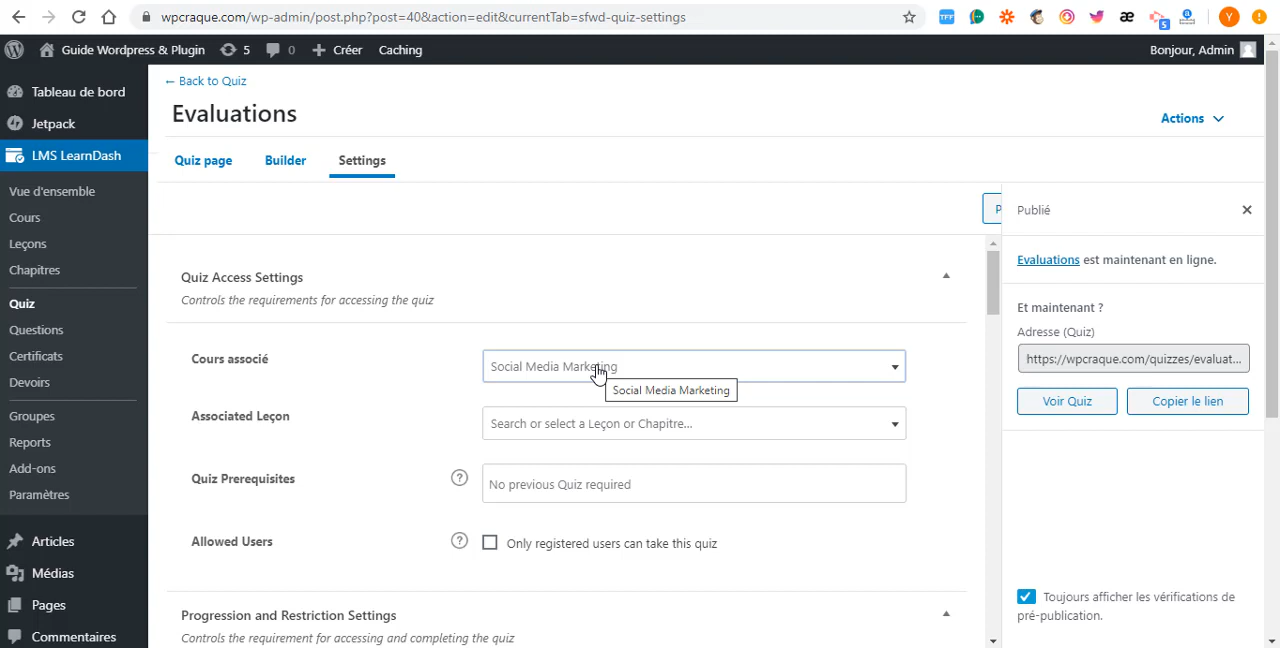 wpcraque.com/wp-admin/post.php?post=40&action=edit&currentTab=sfwd-quiz-settings
TFF
æ
5
Y
Guide Wordpress & Plugin
5
0
Créer
Caching
Bonjour, Admin
Tableau de bord
Jetpack
LMS LearnDash
Vue d'ensemble
Cours
Leçons
Chapitres
Quiz
Questions
Certificats
Devoirs
Groupes
Reports
Add-ons
Paramètres
Articles
Médias
Pages
Commentaires
← Back to Quiz
Evaluations
Actions
Quiz page
Builder
Settings
P
Quiz Access Settings
Controls the requirements for accessing the quiz
Cours associé
Social Media Marketing
Social Media Marketing
Associated Leçon
Search or select a Leçon or Chapitre...
Quiz Prerequisites
?
No previous Quiz required
Allowed Users
?
Only registered users can take this quiz
Progression and Restriction Settings
Controls the requirement for accessing and completing the quiz
Publié
Evaluations est maintenant en ligne.
Et maintenant ?
Adresse (Quiz)
https://wpcraque.com/quizzes/evaluat...
Voir Quiz
Copier le lien
Toujours afficher les vérifications de
pré-publication.